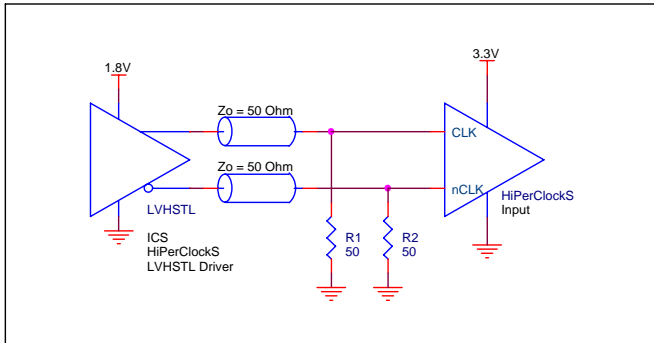 1.8V
3.3V
Zo = 50 Ohm
CLK
Zo = 50 Ohm
nCLK
LVHSTL
HiPerClockS
Input
ICS
HiPerClockS
LVHSTL Driver
R1
50
R2
50